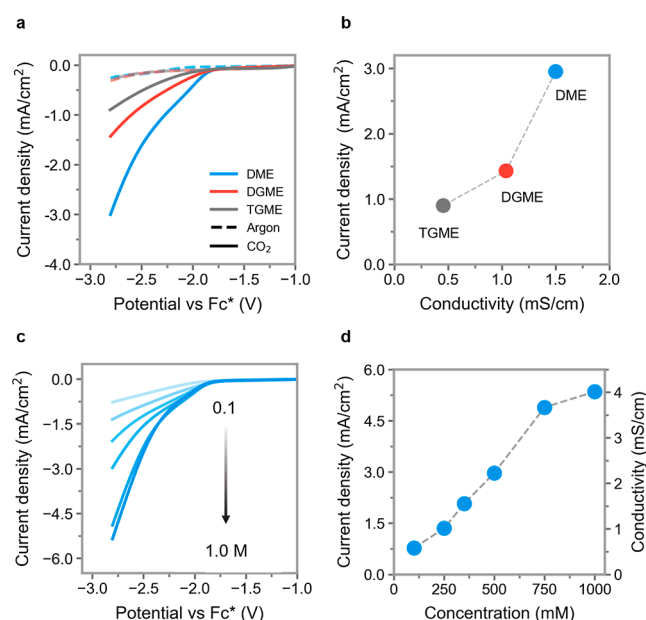 a
0.0
-1.0
-2.0
-3.0
-4.0
Current density (mA/cm²)
DME
DGME
TGME
Argon
CO₂
−3.0 −2.5 −2.0 −1.5 −1.0
Potential vs Fc* (V)
b
3.0
2.0
1.0
0.0
Current density (mA/cm²)
DME
DGME
TGME
0.0 0.5 1.0 1.5 2.0
Conductivity (mS/cm)
c
0.0
−1.5
−3.0
−4.5
−6.0
Current density (mA/cm²)
0.1
1.0 M
−3.0 −2.5 −2.0 −1.5 −1.0
Potential vs Fc* (V)
d
6.0
4.5
3.0
1.5
0.0
Current density (mA/cm²)
4
3
2
1
0
Conductivity (mS/cm)
0 250 500 750 1000
Concentration (mM)